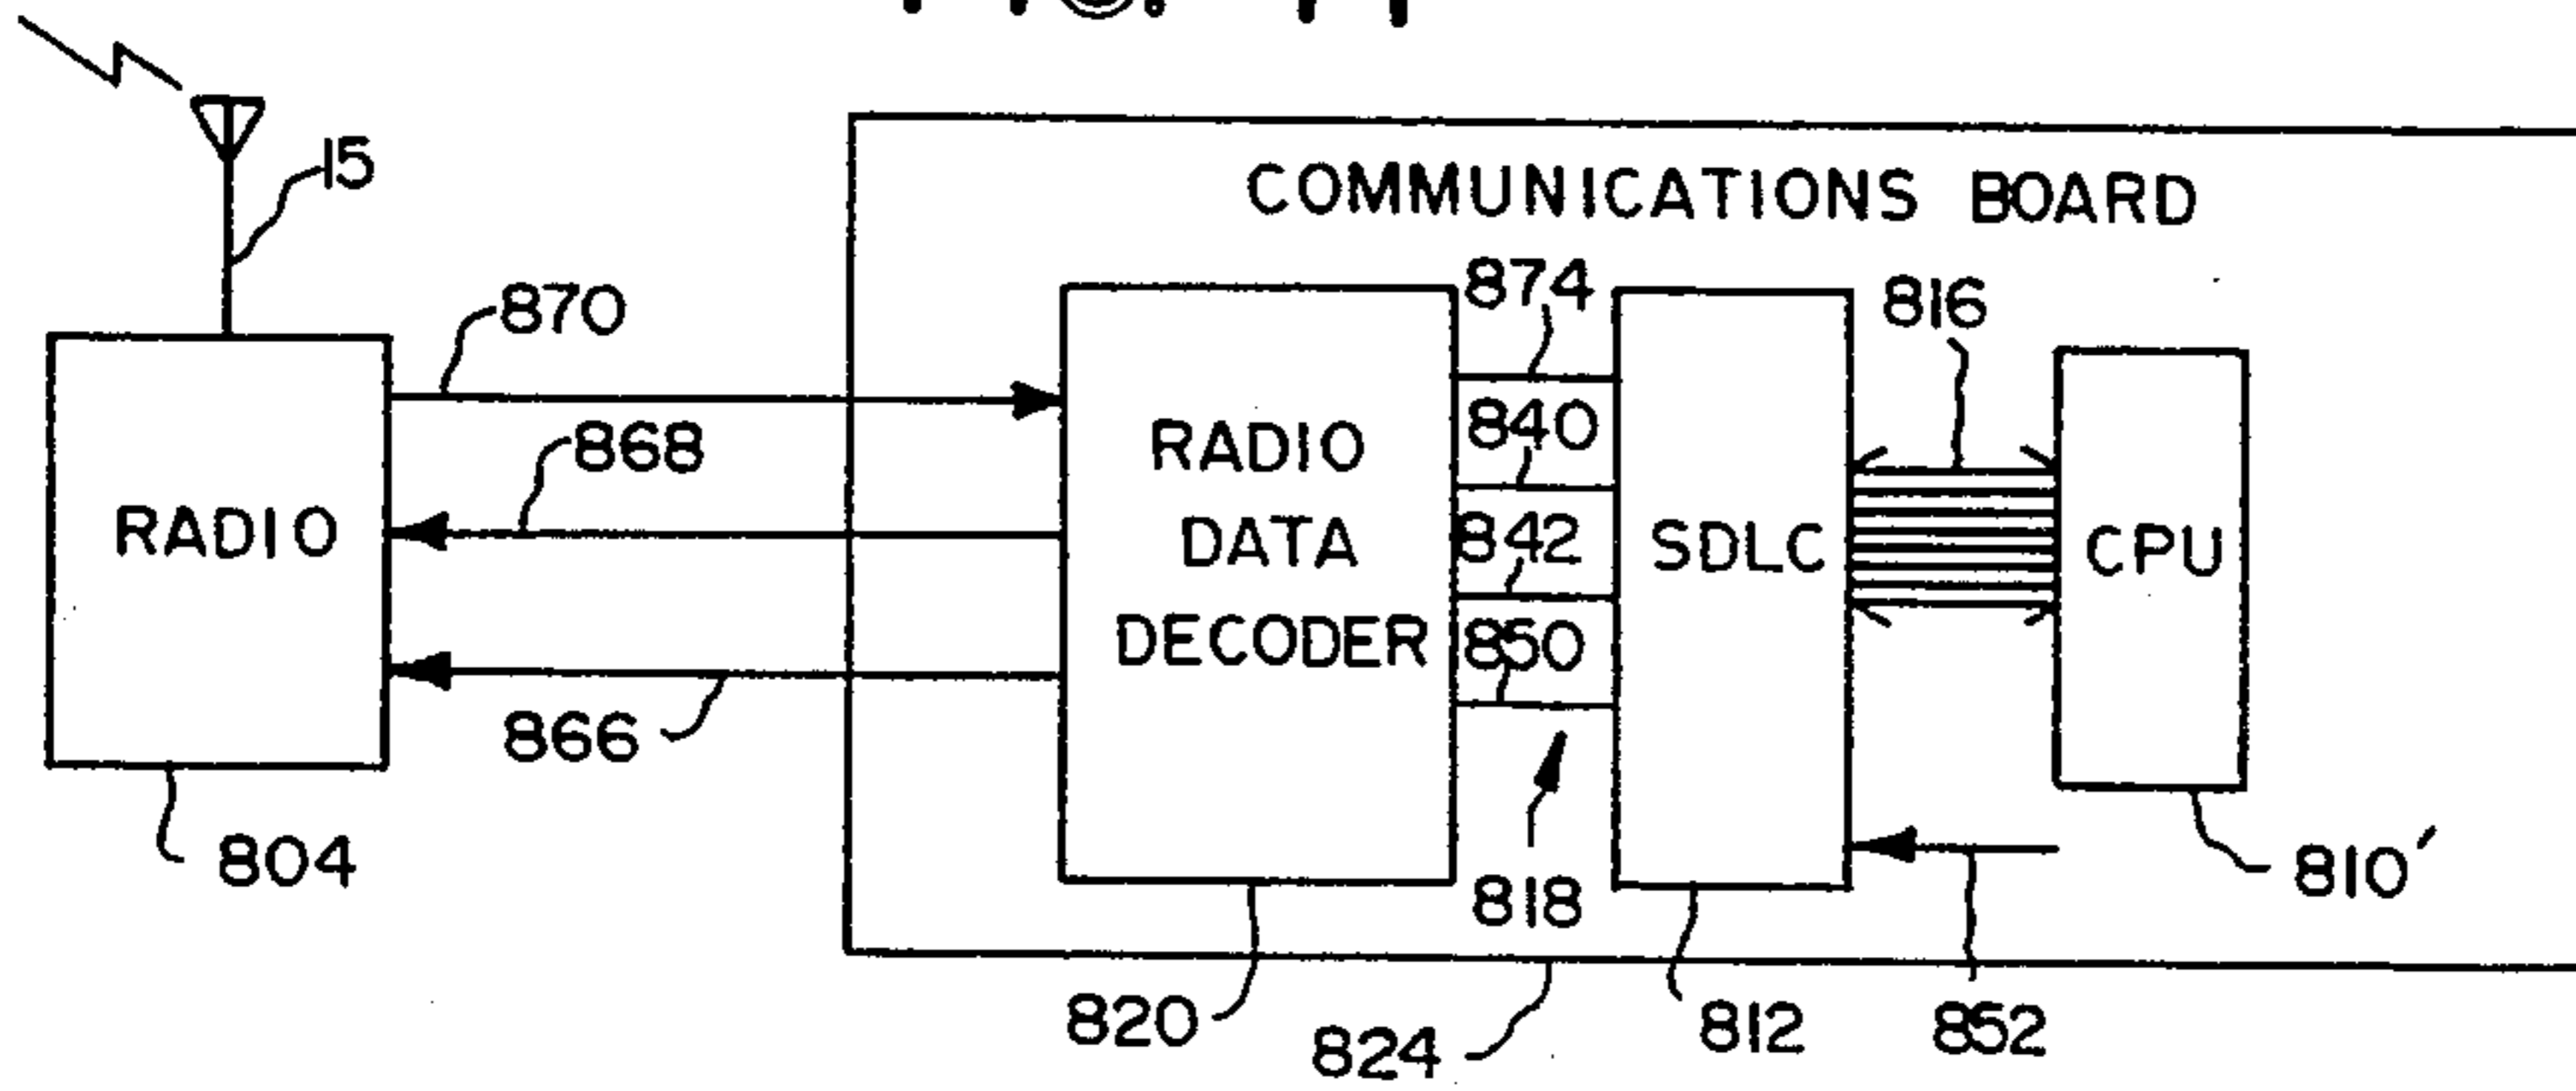 15
COMMUNICATIONS BOARD
870
874
816
868
840
RADIO
RADIO
DATA
DECODER
842
SDLC
CPU
850
866
804
818
810′
820
824
812
852